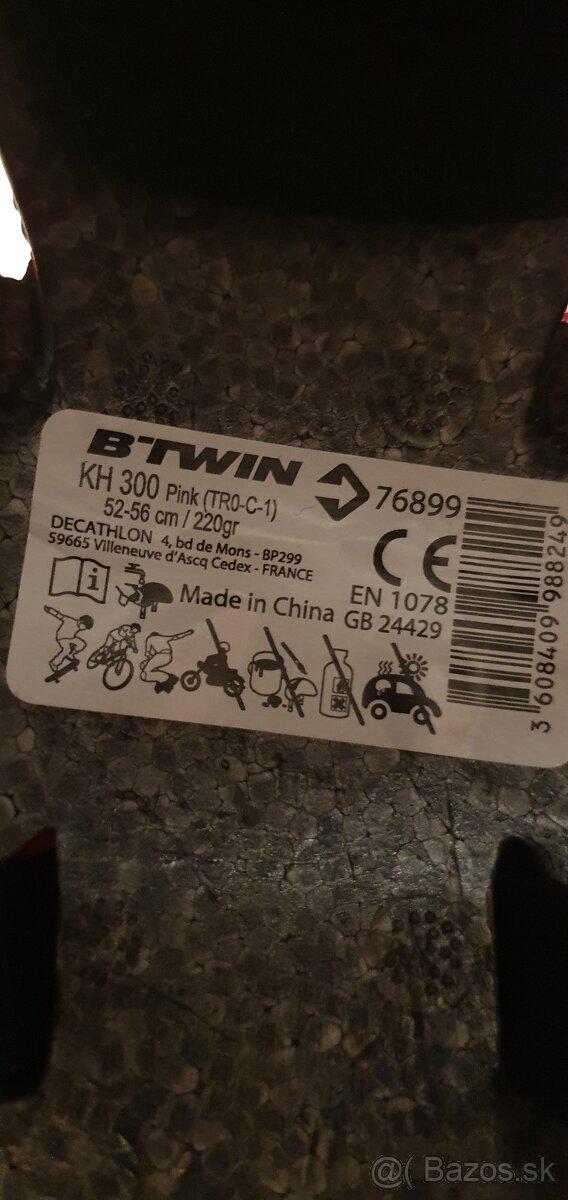 B'TWIN
KH 300 Pink (TR0-C-1)
52-56 cm / 220gr
DECATHLON 4, bd de Mons - BP299
59665 Villeneuve d'Ascq Cedex - FRANCE
76899
CE
i
Made in China
EN 1078
GB 24429
3 608409 988249
@( Bazos.sk